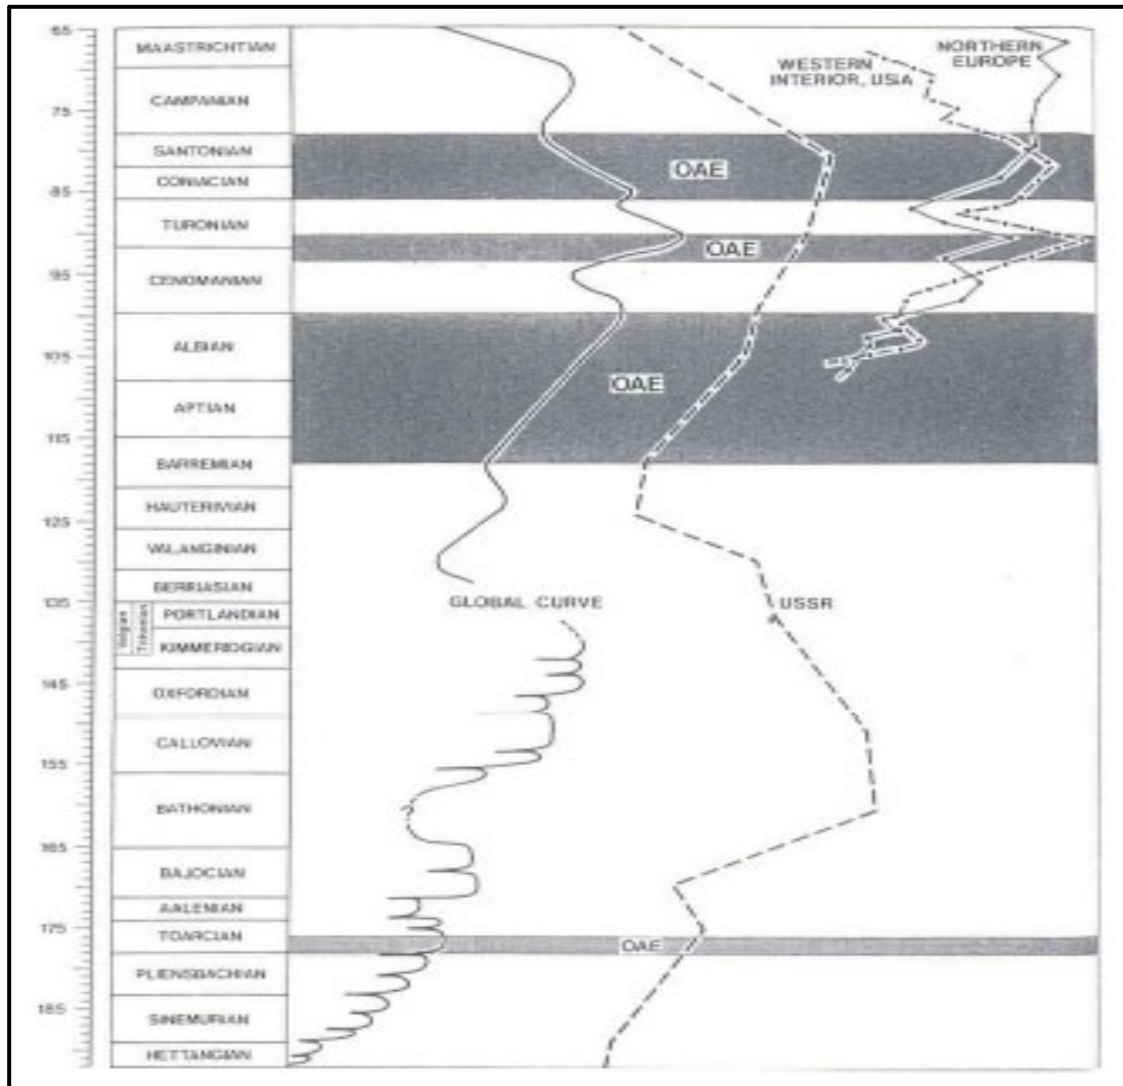 65
MAASTRICHTIAN
NORTHERN
EUROPE
WESTERN
INTERIOR, USA
CAMPANIAN
75
SANTONIAN
OAE
CONIACIAN
85
TURONIAN
OAE
95
CENOMANIAN
ALBIAN
105
OAE
APTIAN
115
BARREMIAN
HAUTERIVIAN
125
VALANGINIAN
BERRIASIAN
135
GLOBAL CURVE
USSR
PORTLANDIAN
Volgian
Tithonian
KIMMERIDGIAN
145
OXFORDIAN
CALLOVIAN
155
BATHONIAN
165
BAJOCIAN
AALENIAN
175
TOARCIAN
OAE
PLIENSBACHIAN
185
SINEMURIAN
HETTANGIAN